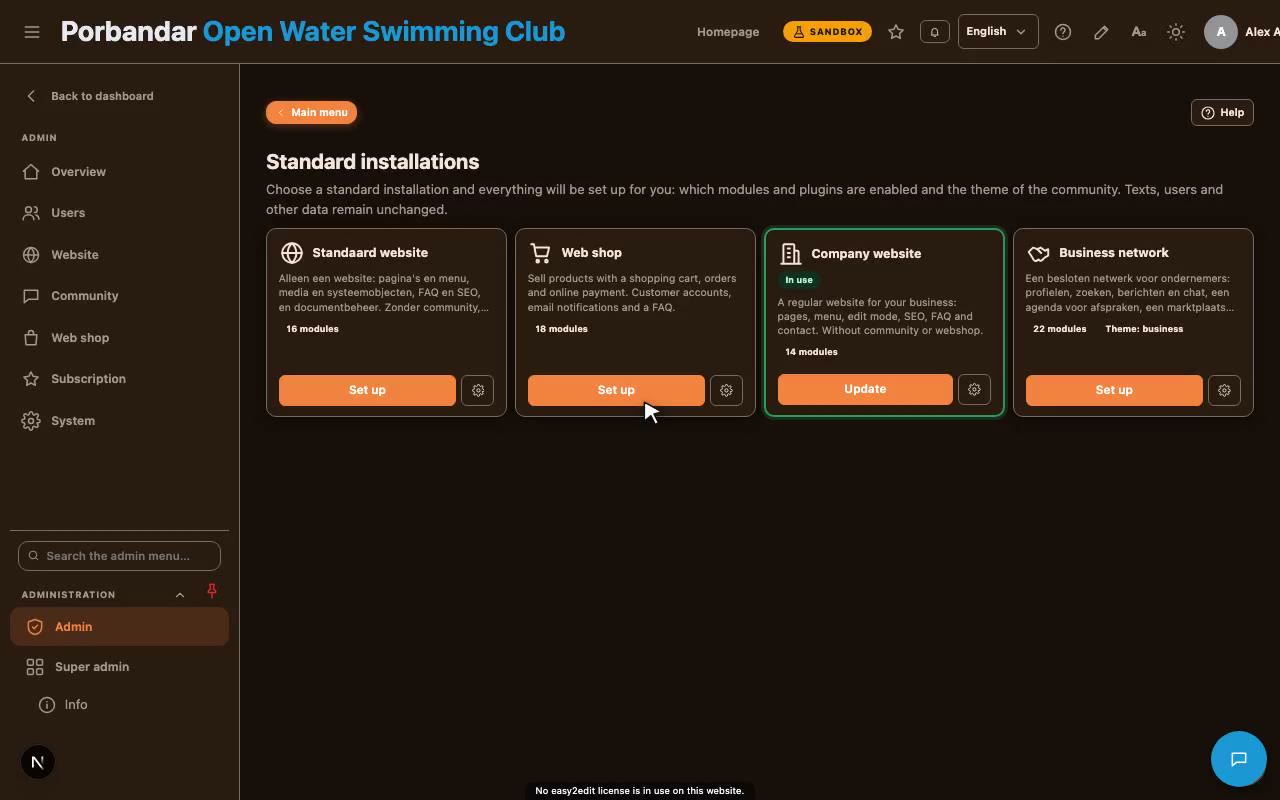 Porbandar Open Water Swimming Club
Homepage
SANDBOX
English
Aa
A
Alex A
Back to dashboard
ADMIN
Overview
Users
Website
Community
Web shop
Subscription
System
Search the admin menu...
ADMINISTRATION
Admin
Super admin
Info
N
Main menu
Help
Standard installations
Choose a standard installation and everything will be set up for you: which modules and plugins are enabled and the theme of the community. Texts, users and
other data remain unchanged.
Standaard website
Alleen een website: pagina's en menu,
media en systeemobjecten, FAQ en SEO,
en documentbeheer. Zonder community,...
16 modules
Set up
Web shop
Sell products with a shopping cart, orders
and online payment. Customer accounts,
email notifications and a FAQ.
18 modules
Set up
Company website
In use
A regular website for your business:
pages, menu, edit mode, SEO, FAQ and
contact. Without community or webshop.
14 modules
Update
Business network
Een besloten netwerk voor ondernemers:
profielen, zoeken, berichten en chat, een
agenda voor afspraken, een marktplaats...
22 modules Theme: business
Set up
No easy2edit license is in use on this website.